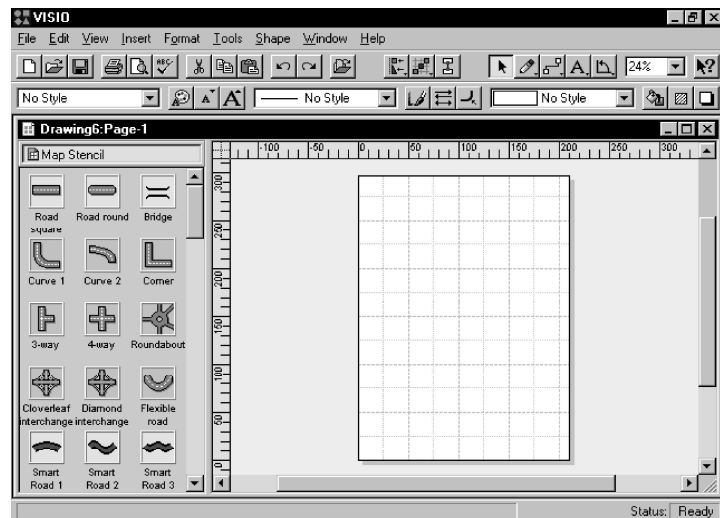 VISIO
File Edit View Insert Format Tools Shape Window Help
ABC A 24% ?
No Style A A No Style No Style
Drawing6:Page-1
Map Stencil
-100 -50 0 50 100 150 200 250 300
300
250
200
150
100
50
0
Road square Road round Bridge
Curve 1 Curve 2 Corner
3-way 4-way Roundabout
Cloverleaf interchange Diamond interchange Flexible road
Smart Road 1 Smart Road 2 Smart Road 3
Status: Ready